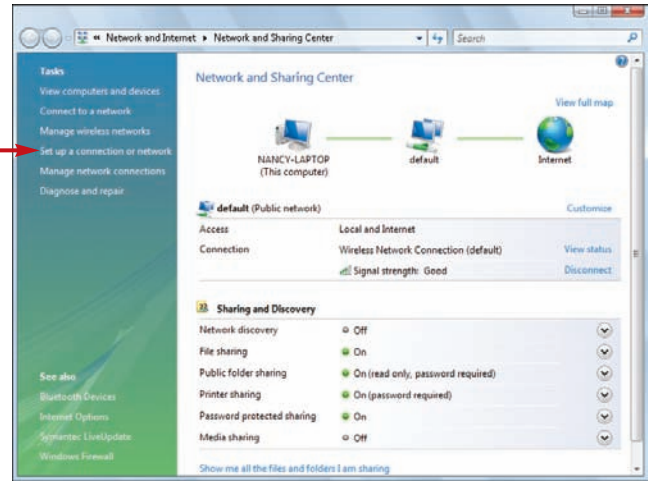 « Network and Internet ▸ Network and Sharing Center
Search
Tasks
View computers and devices
Connect to a network
Manage wireless networks
Set up a connection or network
Manage network connections
Diagnose and repair
See also
Bluetooth Devices
Internet Options
Symantec LiveUpdate
Windows Firewall
Network and Sharing Center
View full map
NANCY-LAPTOP
(This computer)
default
Internet
default (Public network) Customize
Access Local and Internet
Connection Wireless Network Connection (default) View status
Signal strength: Good Disconnect
Sharing and Discovery
Network discovery Off
File sharing On
Public folder sharing On (read only, password required)
Printer sharing On (password required)
Password protected sharing On
Media sharing Off
Show me all the files and folders I am sharing